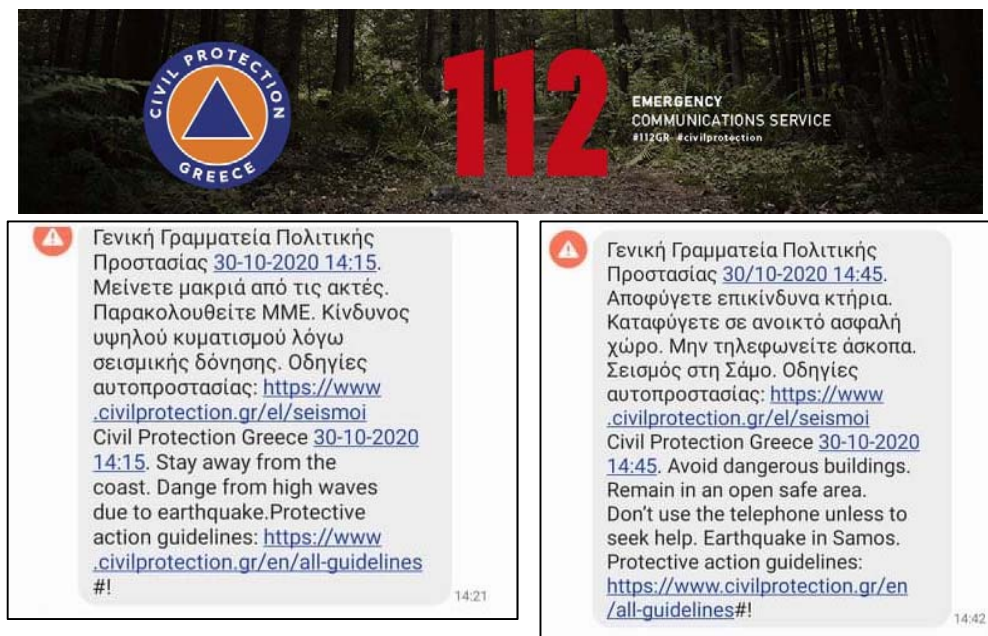 CIVIL PROTECTION
GREECE
112
EMERGENCY
COMMUNICATIONS SERVICE
#112GR #civilprotection
Γενική Γραμματεία Πολιτικής
Προστασίας 30-10-2020 14:15.
Μείνετε μακριά από τις ακτές.
Παρακολουθείτε ΜΜΕ. Κίνδυνος
υψηλού κυματισμού λόγω
σεισμικής δόνησης. Οδηγίες
αυτοπροστασίας: https://www
.civilprotection.gr/el/seismoi
Civil Protection Greece 30-10-2020
14:15. Stay away from the
coast. Dange from high waves
due to earthquake.Protective
action guidelines: https://www
.civilprotection.gr/en/all-guidelines
#!
14:21
Γενική Γραμματεία Πολιτικής
Προστασίας 30/10-2020 14:45.
Αποφύγετε επικίνδυνα κτήρια.
Καταφύγετε σε ανοικτό ασφαλή
χώρο. Μην τηλεφωνείτε άσκοπα.
Σεισμός στη Σάμο. Οδηγίες
αυτοπροστασίας: https://www
.civilprotection.gr/el/seismoi
Civil Protection Greece 30-10-2020
14:45. Avoid dangerous buildings.
Remain in an open safe area.
Don't use the telephone unless to
seek help. Earthquake in Samos.
Protective action guidelines:
https://www.civilprotection.gr/en
/all-guidelines#!
14:42